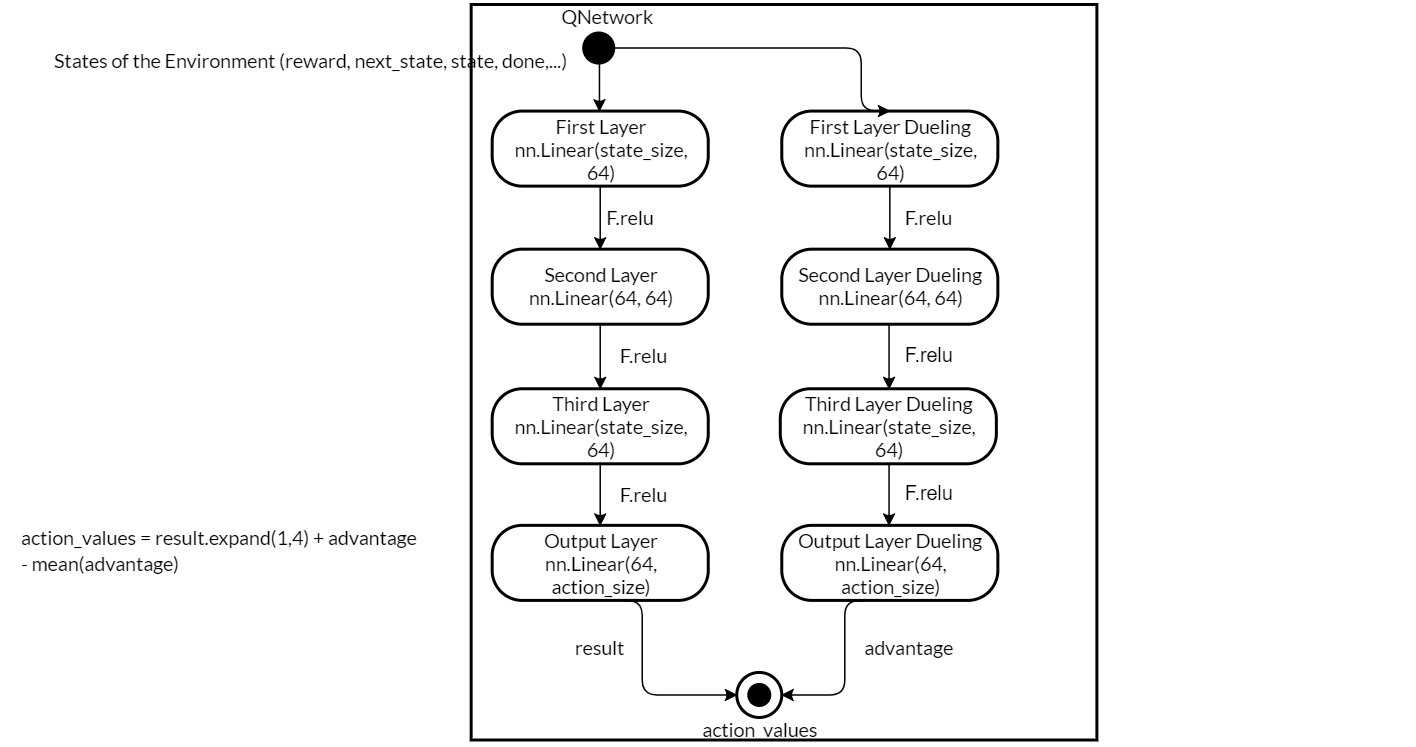 QNetwork
States of the Environment (reward, next_state, state, done,...)
First Layer
nn.Linear(state_size,
64)
First Layer Dueling
nn.Linear(state_size,
64)
F.relu
F.relu
Second Layer
nn.Linear(64, 64)
Second Layer Dueling
nn.Linear(64, 64)
F.relu
F.relu
Third Layer
nn.Linear(state_size,
64)
Third Layer Dueling
nn.Linear(state_size,
64)
F.relu
F.relu
action_values = result.expand(1,4) + advantage
- mean(advantage)
Output Layer
nn.Linear(64,
action_size)
Output Layer Dueling
nn.Linear(64,
action_size)
result
advantage
action_values